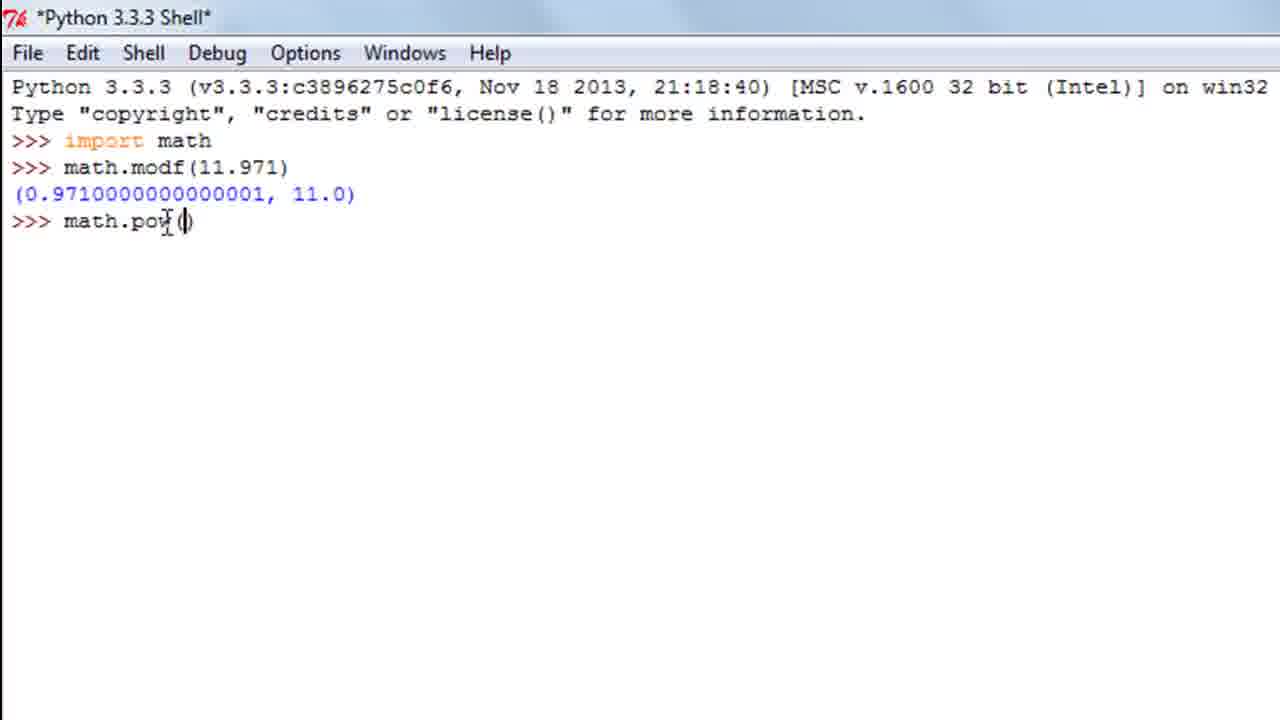 *Python 3.3.3 Shell*
File Edit Shell Debug Options Windows Help
Python 3.3.3 (v3.3.3:c3896275c0f6, Nov 18 2013, 21:18:40) [MSC v.1600 32 bit (Intel)] on win32
Type "copyright", "credits" or "license()" for more information.
>>> import math
>>> math.modf(11.971)
(0.9710000000000001, 11.0)
>>> math.pow()